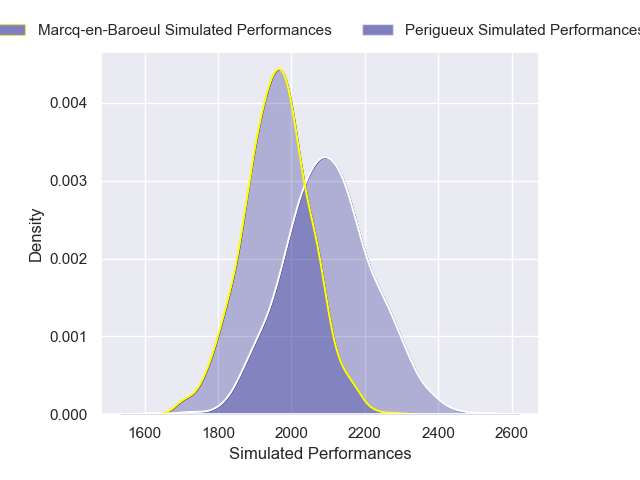 Marcq-en-Baroeul Simulated Performances Perigueux Simulated Performances
0.004
0.003
0.002
0.001
0.000
Density
1600 1800 2000 2200 2400 2600
Simulated Performances